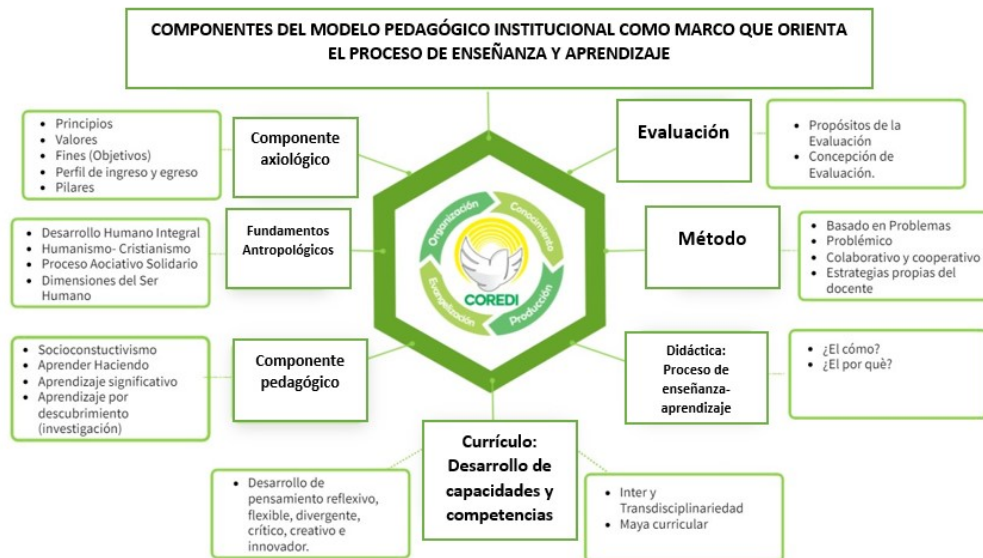 COMPONENTES DEL MODELO PEDAGÓGICO INSTITUCIONAL COMO MARCO QUE ORIENTA
EL PROCESO DE ENSEÑANZA Y APRENDIZAJE
• Principios
• Valores
• Fines (Objetivos)
• Perfil de ingreso y egreso
• Pilares
Componente
axiológico
• Desarrollo Humano Integral
• Humanismo- Cristianismo
• Proceso Aociativo Solidario
• Dimensiones del Ser
Humano
Fundamentos
Antropológicos
• Socioconstuctivismo
• Aprender Haciendo
• Aprendizaje significativo
• Aprendizaje por
descubrimiento
(investigación)
Componente
pedagógico
Organización
Conocimiento
Evangelización
Producción
COREDI
Evaluación
• Propósitos de la
Evaluación
• Concepción de
Evaluación.
Método
• Basado en Problemas
• Problémico
• Colaborativo y cooperativo
• Estrategias propias del
docente
Didáctica:
Proceso de
enseñanza-
aprendizaje
• ¿El cómo?
• ¿El por què?
Currículo:
Desarrollo de
capacidades y
competencias
• Desarrollo de
pensamiento reflexivo,
flexible, divergente,
crítico, creativo e
innovador.
• Inter y
Transdisciplinariedad
• Maya curricular